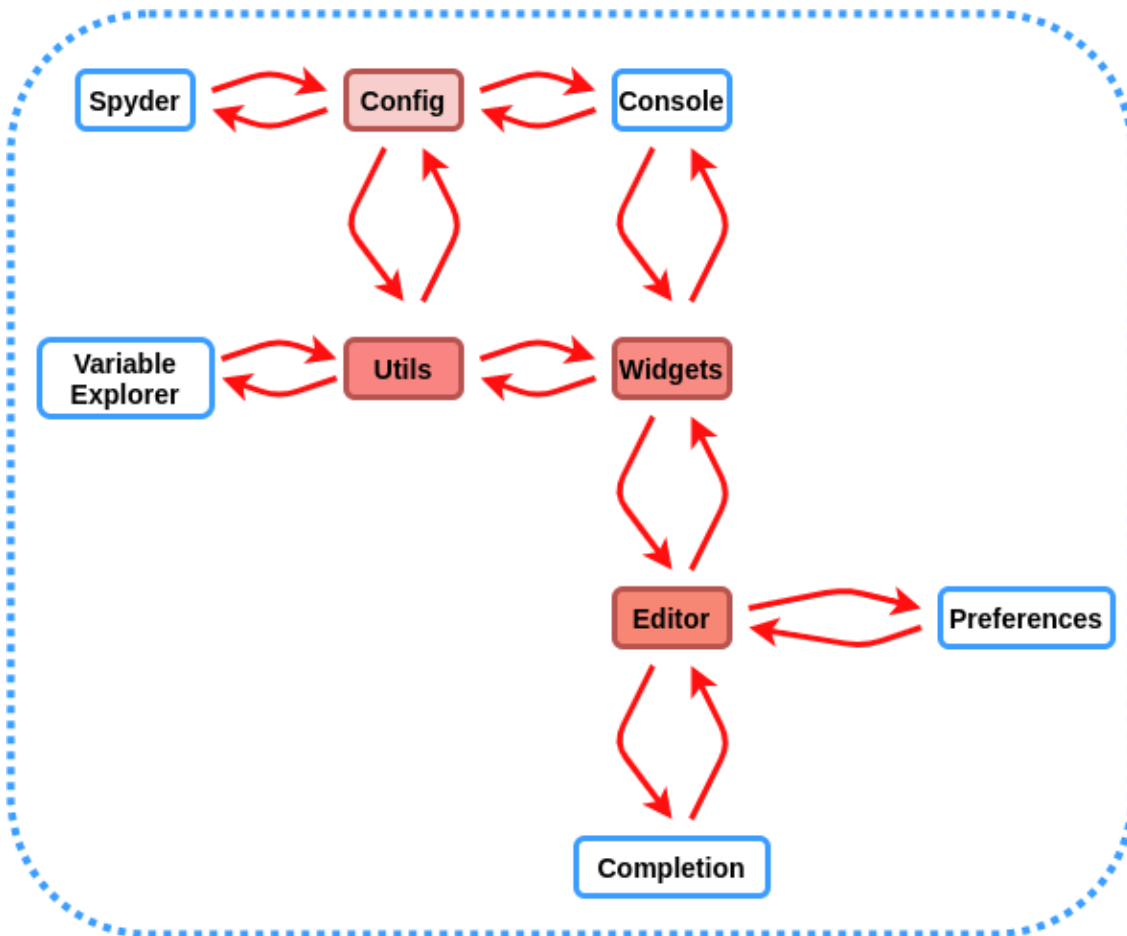 Spyder
Config
Console
Variable
Explorer
Utils
Widgets
Editor
Preferences
Completion